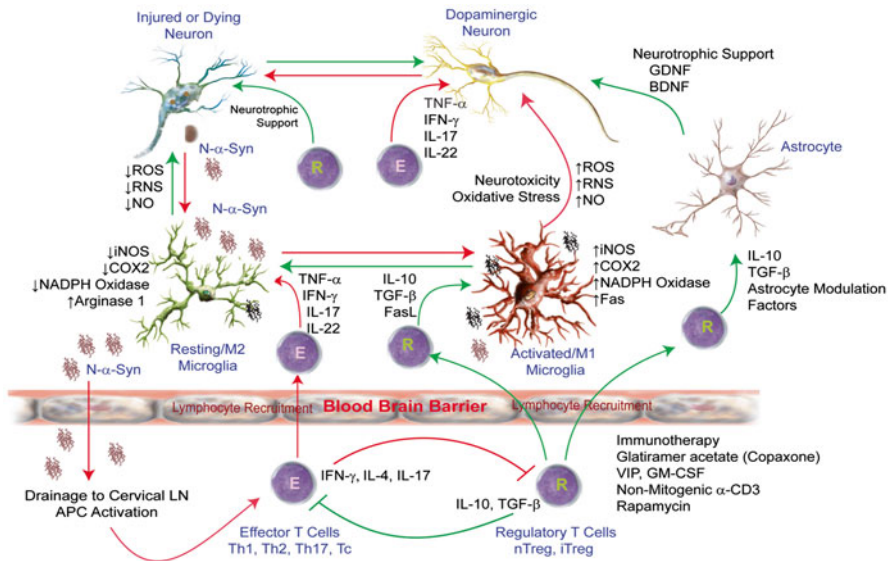 Injured or Dying
Neuron
Dopaminergic
Neuron
Neurotrophic Support
GDNF
BDNF
Astrocyte
Neurotrophic
Support
TNF-α
IFN-γ
IL-17
IL-22
R
E
N-α-Syn
↓ROS
↓RNS
↓NO
N-α-Syn
Neurotoxicity
Oxidative Stress
↑ROS
↑RNS
↑NO
↓iNOS
↓COX2
↓NADPH Oxidase
↑Arginase 1
TNF-α
IFN-γ
IL-17
IL-22
IL-10
TGF-β
FasL
↑iNOS
↑COX2
↑NADPH Oxidase
↑Fas
IL-10
TGF-β
Astrocyte Modulation
Factors
E
R
R
Resting/M2
Microglia
Activated/M1
Microglia
N-α-Syn
Lymphocyte Recruitment
Blood Brain Barrier
Lymphocyte Recruitment
Immunotherapy
Glatiramer acetate (Copaxone)
VIP, GM-CSF
Non-Mitogenic α-CD3
Rapamycin
IFN-γ, IL-4, IL-17
E
R
IL-10, TGF-β
Drainage to Cervical LN
APC Activation
Effector T Cells
Th1, Th2, Th17, Tc
Regulatory T Cells
nTreg, iTreg